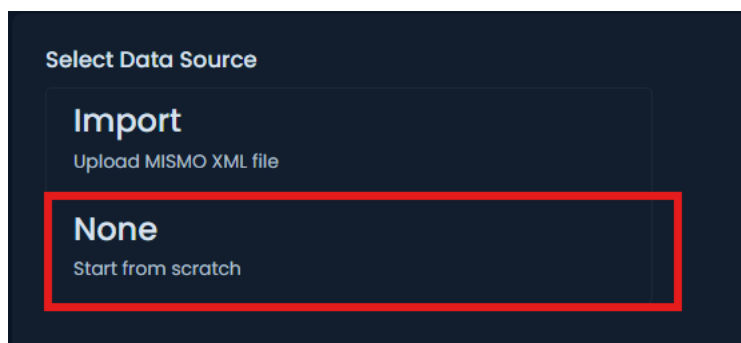 Select Data Source
Import
Upload MISMO XML file
None
Start from scratch